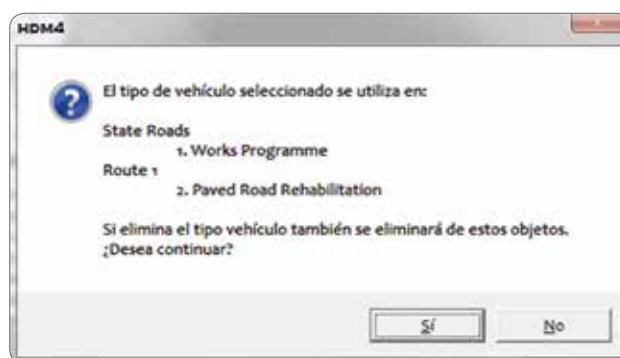 HDM4
El tipo de vehículo seleccionado se utiliza en:
State Roads
1. Works Programme
Route 1
2. Paved Road Rehabilitation
Si elimina el tipo vehículo también se eliminará de estos objetos.
¿Desea continuar?
Sí
No